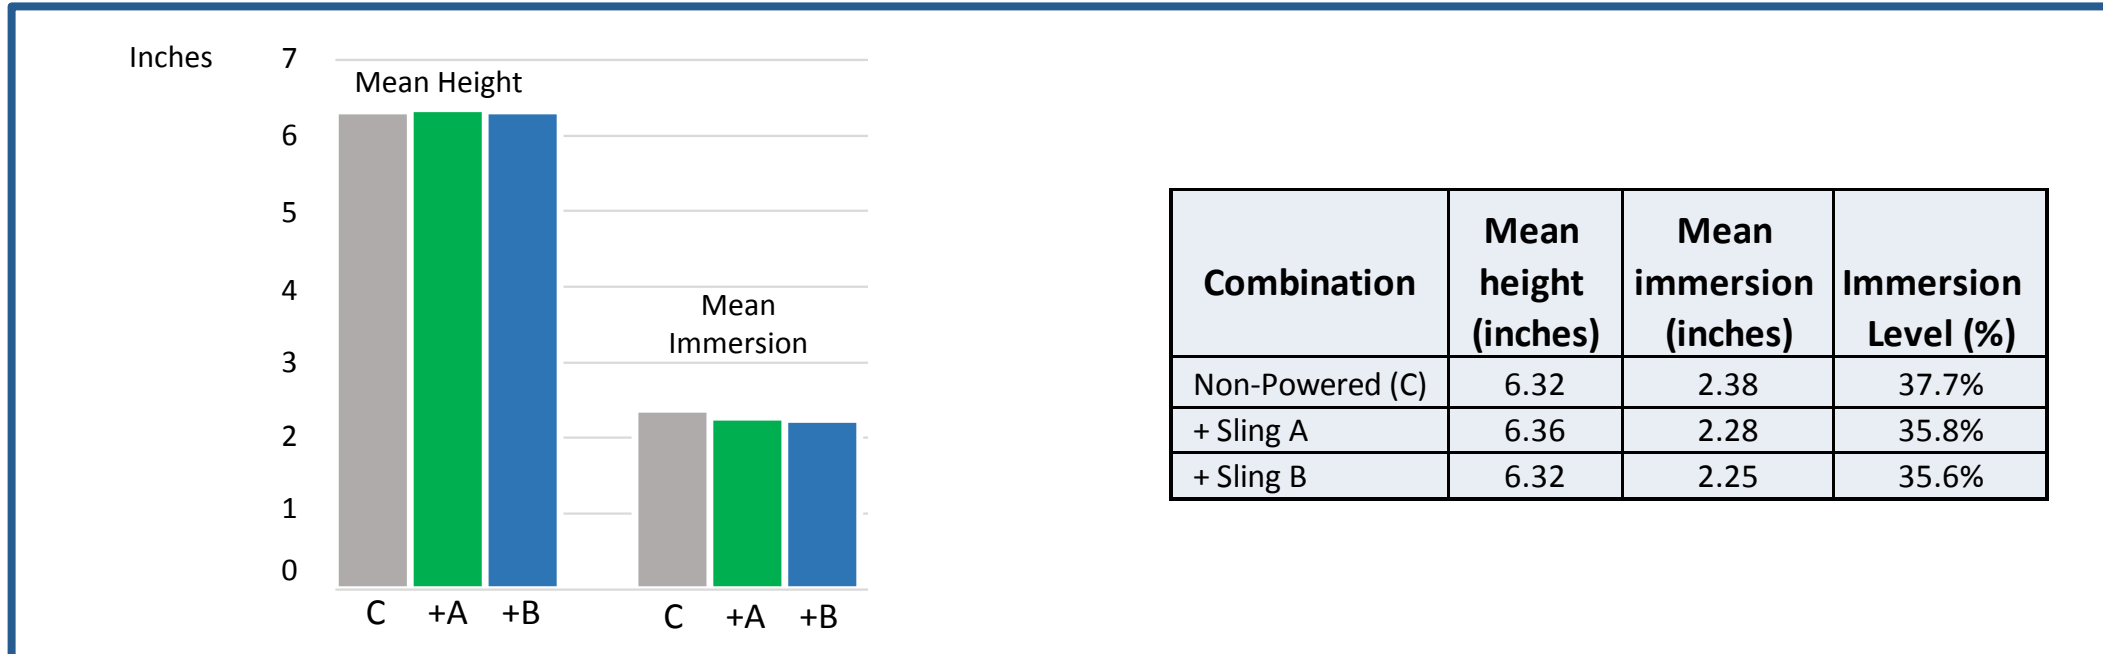 Inches
7
Mean Height
6
5
4
Mean
Immersion
3
2
1
0
C +A +B C +A +B
Combination Mean height (inches) Mean immersion (inches) Immersion Level (%)
Non-Powered (C) 6.32 2.38 37.7%
+ Sling A 6.36 2.28 35.8%
+ Sling B 6.32 2.25 35.6%